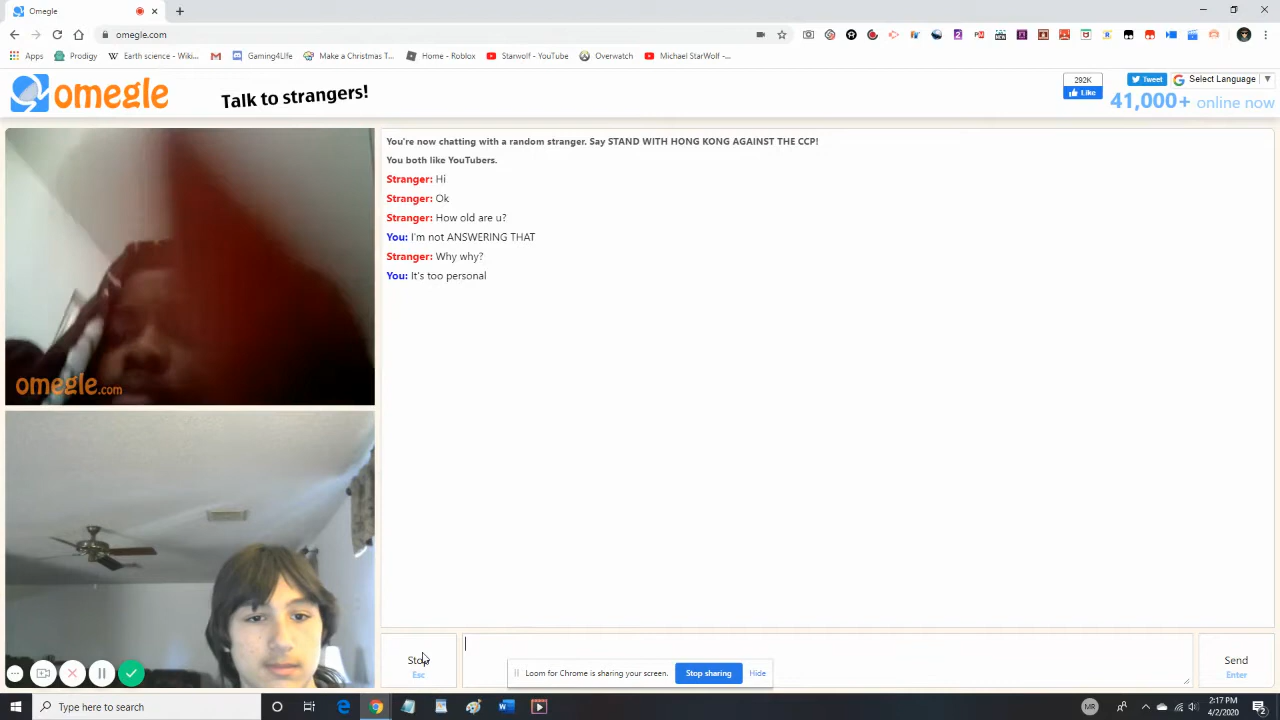 Omegle
omegle.com
Apps
Prodigy
Earth science - Wiki...
Gaming4Life
Make a Christmas T...
Home - Roblox
Starwolf - YouTube
Overwatch
Michael StarWolf -...
omegle
Talk to strangers!
292K
Like
Tweet
Select Language
41,000+ online now
You're now chatting with a random stranger. Say STAND WITH HONG KONG AGAINST THE CCP!
You both like YouTubers.
Stranger: Hi
Stranger: Ok
Stranger: How old are u?
You: I'm not ANSWERING THAT
Stranger: Why why?
You: It's too personal
omegle.com
Stop
Esc
Loom for Chrome is sharing your screen.
Stop sharing
Hide
Send
Enter
Type here to search
MR
2:17 PM
4/2/2020
2